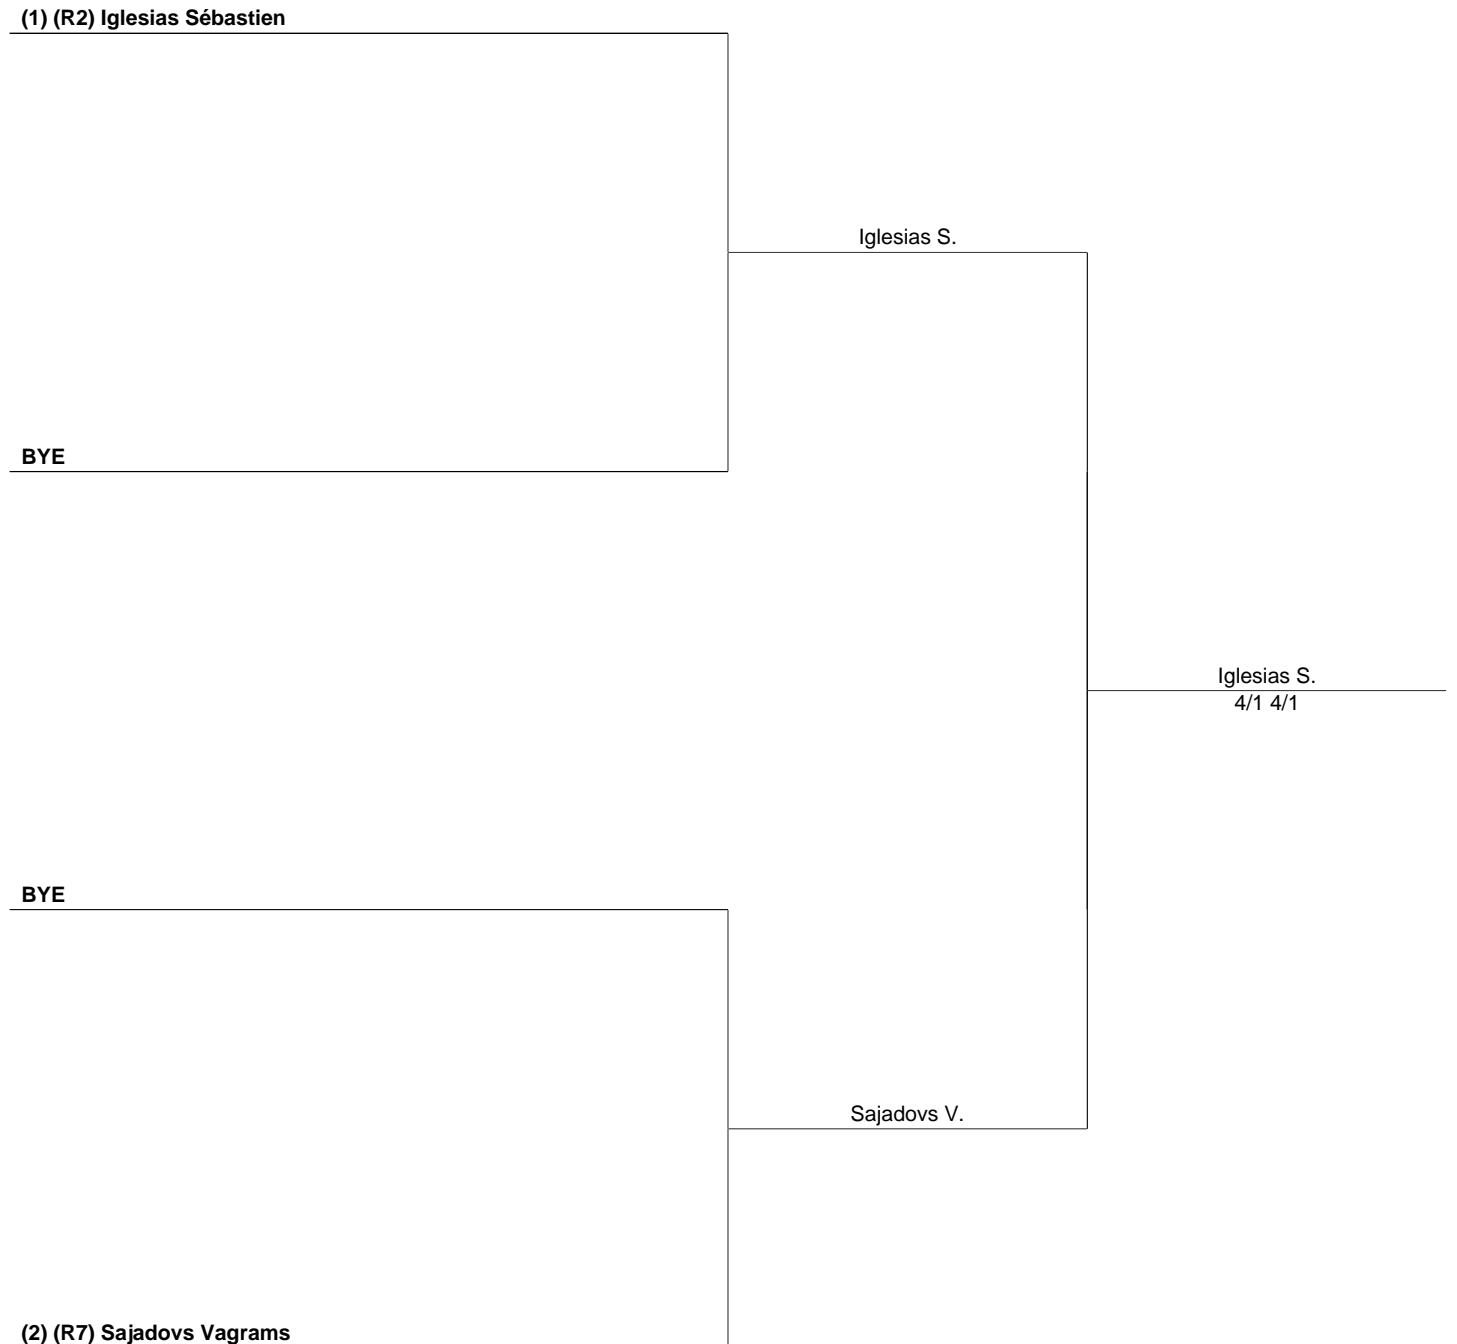 (1) (R2) Iglesias Sébastien
Iglesias S.
BYE
Iglesias S.
4/1 4/1
BYE
Sajadovs V.
(2) (R7) Sajadovs Vagrams